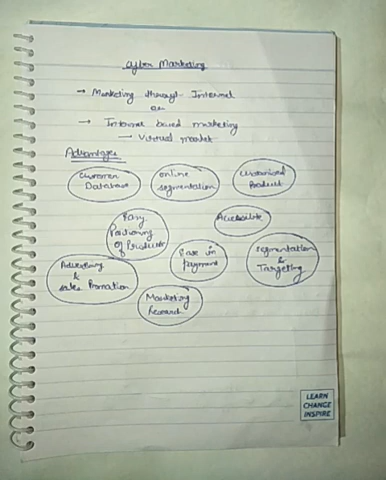 Cyber Marketing
→ Marketing through Internet
or
→ Internet based marketing
→ Virtual market
Advantages
Customer
Database
online
segmentation
Customized
Product
Easy
Positioning
of Products
Accessible
Advertising
&
Sales Promotion
Ease in
Payment
Segmentation
&
Targeting
Marketing
Research
LEARN
CHANGE
INSPIRE